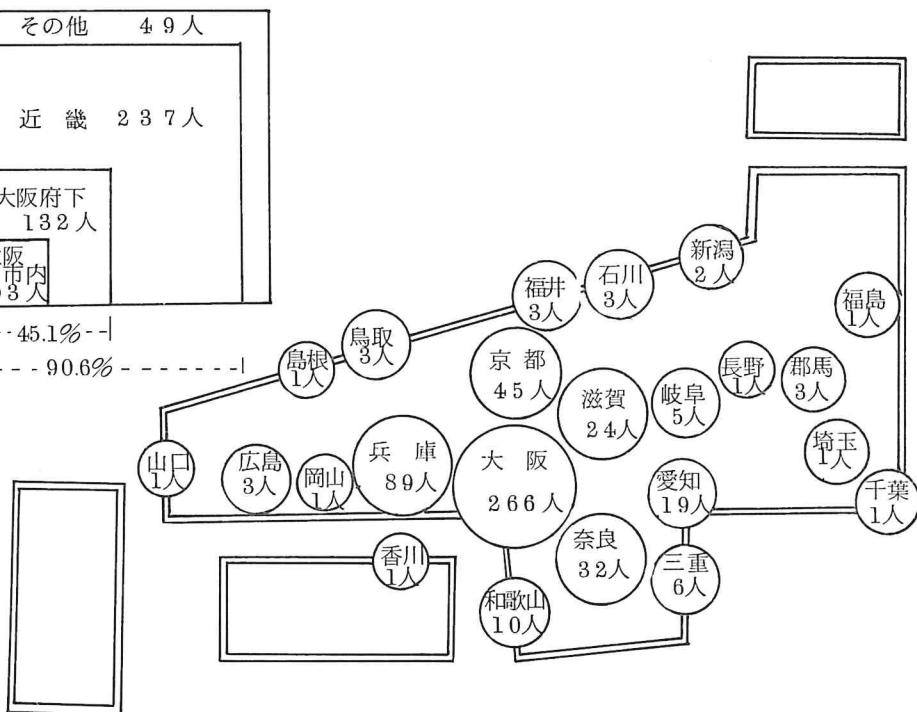 その他 49人
近畿 237人
大阪府下
132人
阪
市内
3人
45.1%
90.6%
新潟
2人
石川
3人
福井
3人
福島
1人
鳥取
3人
島根
1人
京都
45人
長野
1人
郡馬
3人
滋賀
24人
岐阜
5人
埼玉
1人
山口
1人
広島
3人
岡山
1人
兵庫
89人
大阪
266人
愛知
19人
千葉
1人
奈良
32人
香川
1人
三重
6人
和歌山
10人